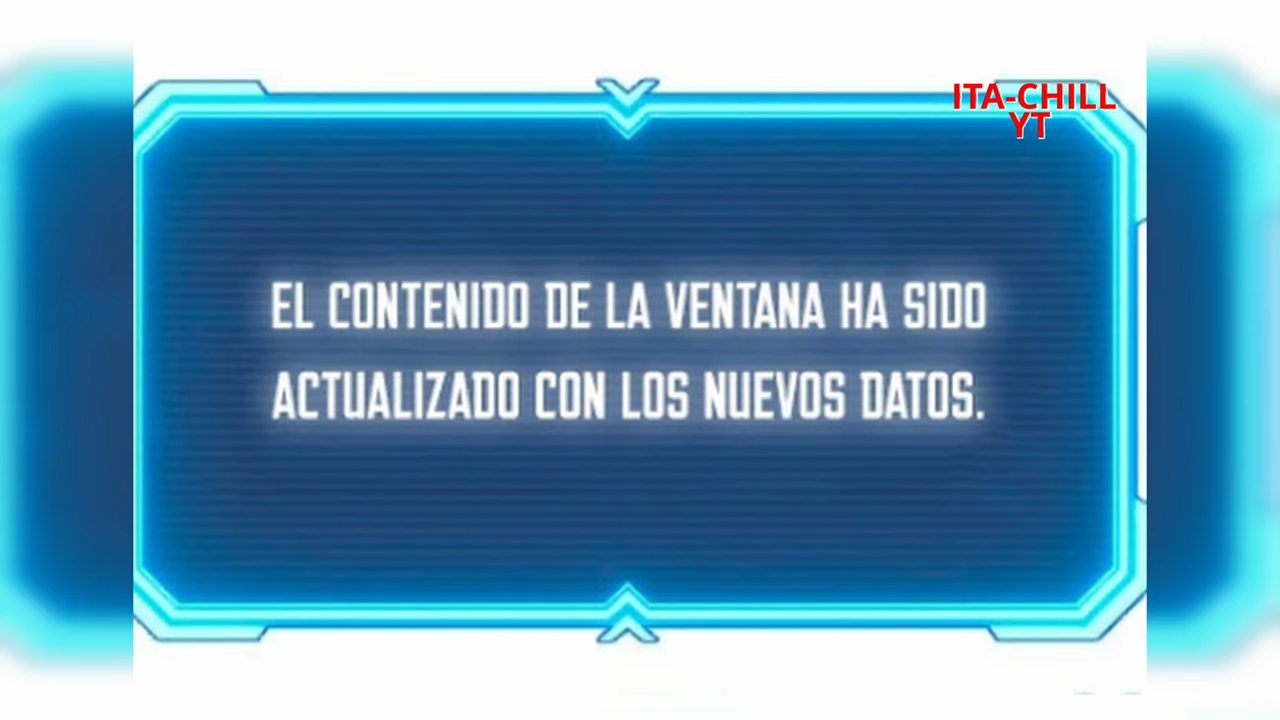 ITA-CHILL
YT
EL CONTENIDO DE LA VENTANA HA SIDO
ACTUALIZADO CON LOS NUEVOS DATOS.